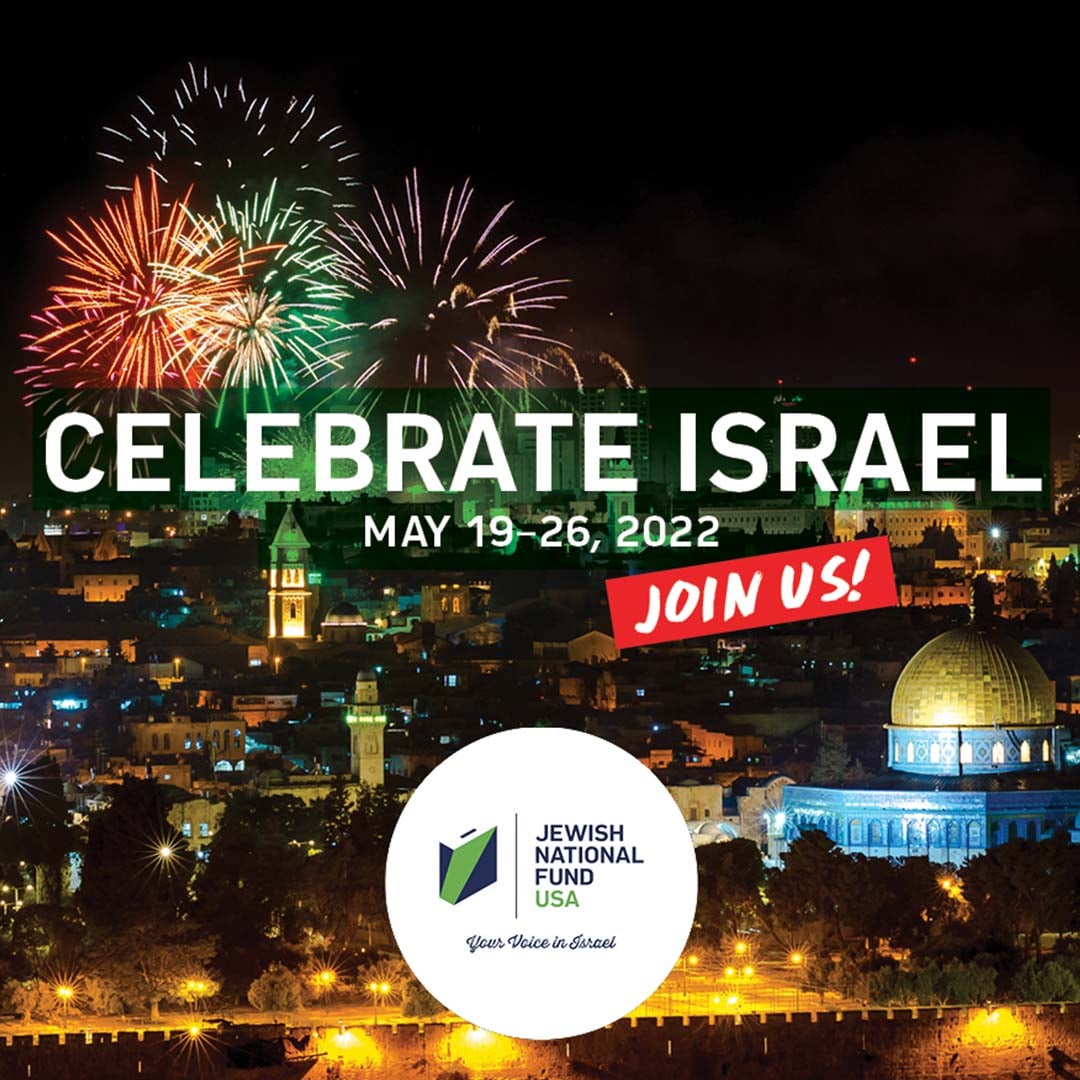 CELEBRATE ISRAEL
MAY 19–26, 2022
JOIN US!
JEWISH
NATIONAL
FUND
USA
Your Voice in Israel